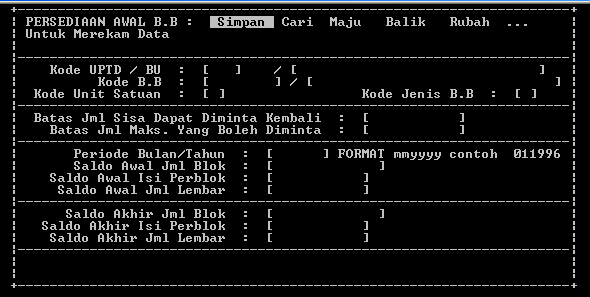 PERSEDIAAN AWAL B.B :  Simpan  Cari  Maju   Balik   Rubah  ...
Untuk Merekam Data
Kode UPTD / BU  :  [    ]    / [                               ]
Kode B.B  :  [         ] / [                               ]
Kode Unit Satuan  :  [ ]                  Kode Jenis B.B  :  [ ]
Batas Jml Sisa Dapat Diminta Kembali  :  [            ]
Batas Jml Maks. Yang Boleh Diminta  :  [            ]
Periode Bulan/Tahun  :  [       ] FORMAT mmyyyy contoh  011996
Saldo Awal Jml Blok  :  [              ]
Saldo Awal Isi Perblok  :  [            ]
Saldo Awal Jml Lembar  :  [            ]
Saldo Akhir Jml Blok  :  [              ]
Saldo Akhir Isi Perblok  :  [            ]
Saldo Akhir Jml Lembar  :  [            ]